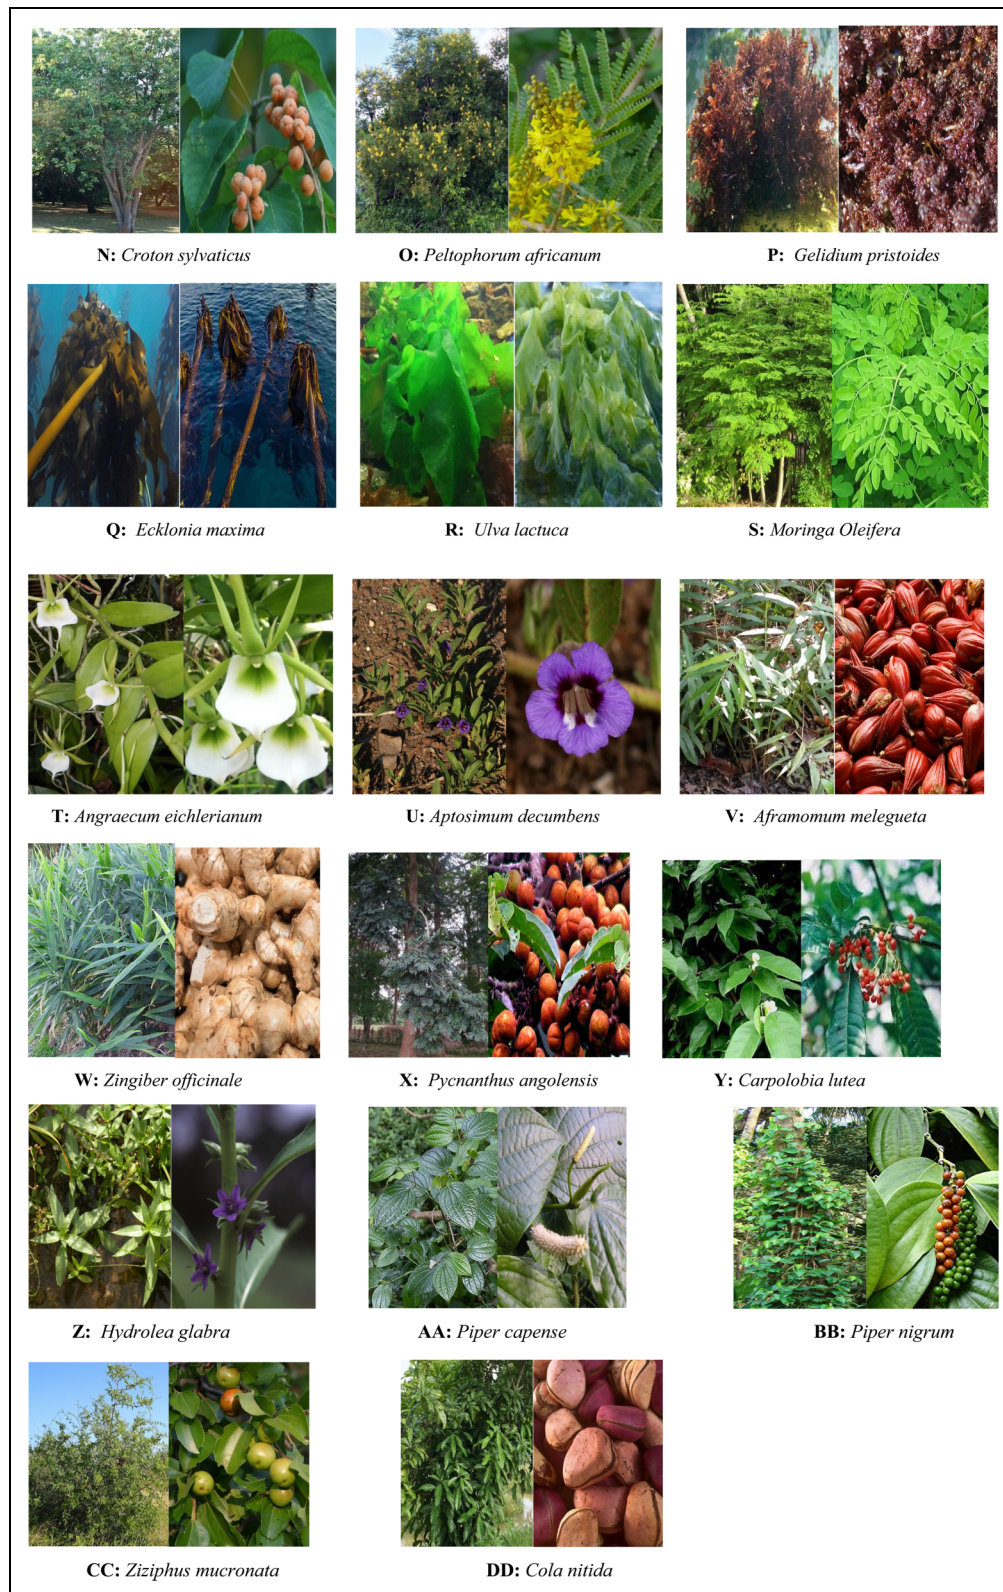 N: Croton sylvaticus
O: Peltophorum africanum
P: Gelidium pristoides
Q: Ecklonia maxima
R: Ulva lactuca
S: Moringa Oleifera
T: Angraecum eichlerianum
U: Aptosimum decumbens
V: Aframomum melegueta
W: Zingiber officinale
X: Pycnanthus angolensis
Y: Carpolobia lutea
Z: Hydrolea glabra
AA: Piper capense
BB: Piper nigrum
CC: Ziziphus mucronata
DD: Cola nitida